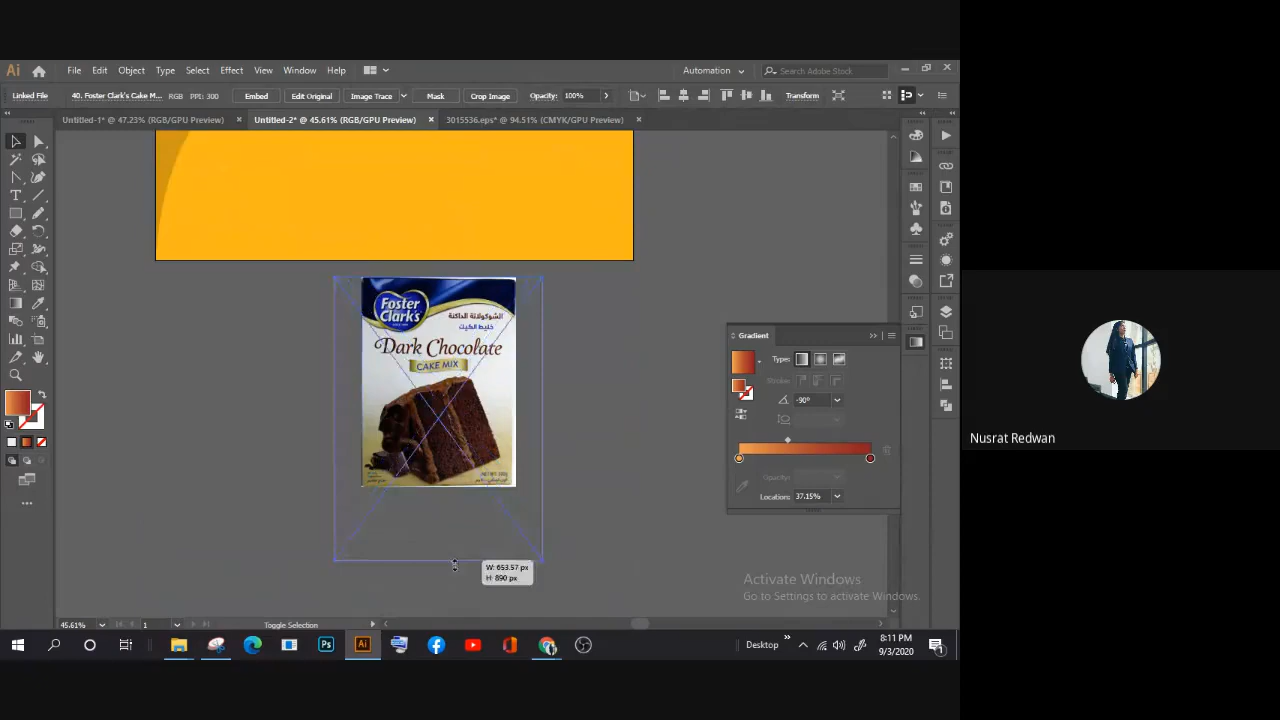 Ai File Edit Object Type Select Effect View Window Help Automation Search Adobe Stock
Linked File 40. Foster Clark's Cake M... RGB PPI: 300 Embed Edit Original Image Trace Mask Crop Image Opacity: 100% Transform
Untitled-1* @ 47.23% (RGB/GPU Preview) Untitled-2* @ 45.61% (RGB/GPU Preview) 3015536.eps* @ 94.51% (CMYK/GPU Preview)
Foster
Clark's
الشوكولاتة الداكنة
خليط الكيك
Dark Chocolate
CAKE MIX
Gradient
Type:
Stroke:
-90°
Opacity:
Location: 37.15%
W: 653.57 px
H: 890 px
Activate Windows
Go to Settings to activate Windows.
45.61% 1 Toggle Selection
Ps Ai Desktop 8:11 PM
9/3/2020
Nusrat Redwan